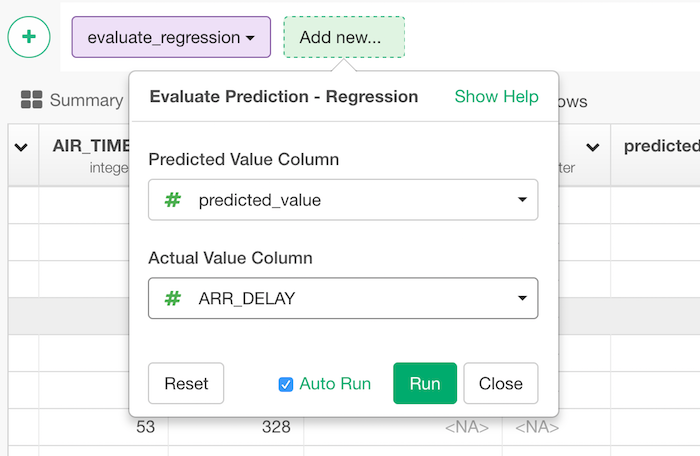 +
evaluate_regression
Add new...
Evaluate Prediction - Regression Show Help
Summary
ows
AIR_TIME
intege
ter
predicted
Predicted Value Column
# predicted_value
Actual Value Column
# ARR_DELAY
Reset Auto Run Run Close
53 328 <NA> <NA>